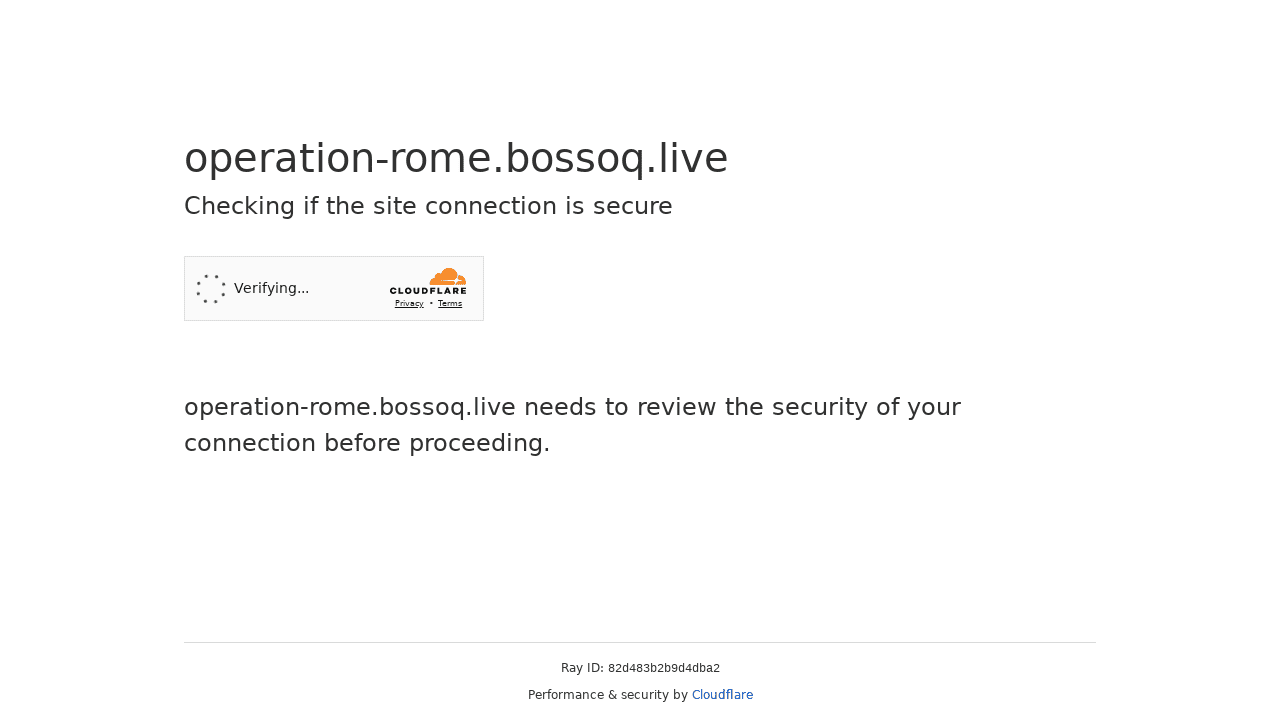 operation-rome.bossoq.live
Checking if the site connection is secure
Verifying...
CLOUDFLARE
Privacy • Terms
operation-rome.bossoq.live needs to review the security of your
connection before proceeding.
Ray ID: 82d483b2b9d4dba2
Performance & security by Cloudflare